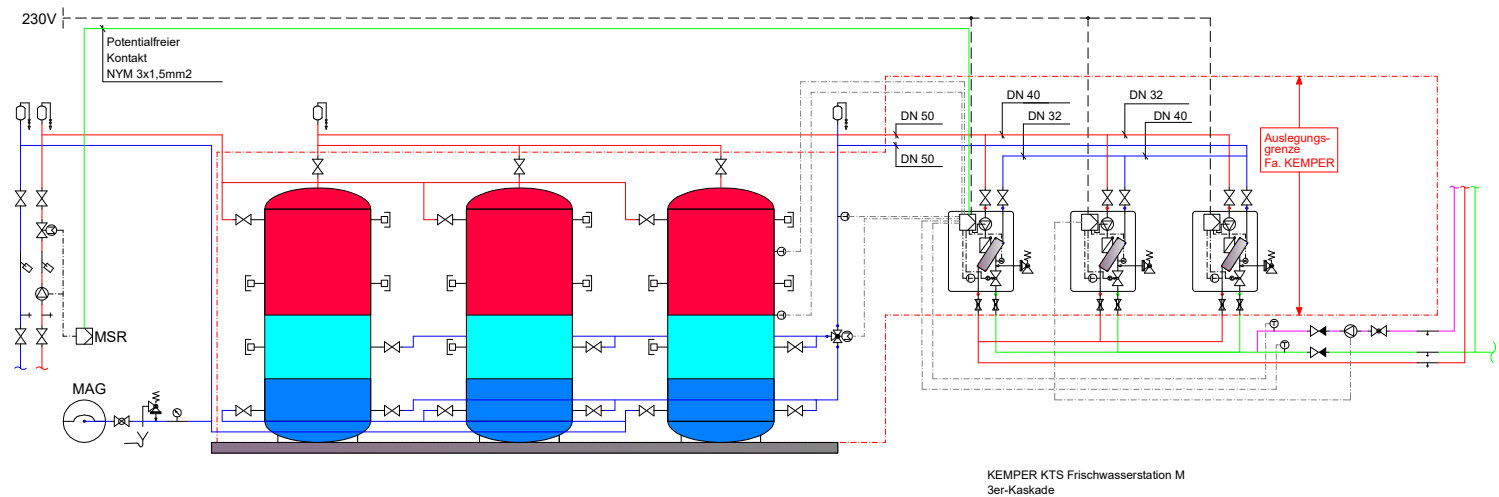 230V
Potentialfreier
Kontakt
NYM 3x1,5mm2
DN 40
DN 32
DN 50
DN 32
DN 40
DN 50
Auslegungs-
grenze
Fa. KEMPER
MSR
MAG
KEMPER KTS Frischwasserstation M
3er-Kaskade